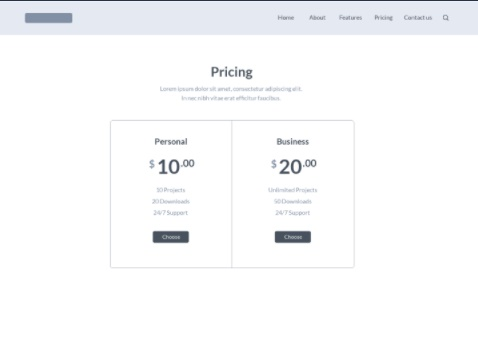 Home About Features Pricing Contact us
Pricing
Lorem ipsum dolor sit amet, consectetur adipiscing elit.
In nec nibh vitae erat efficitur faucibus.
Personal
$10.00
10 Projects
20 Downloads
24/7 Support
Choose
Business
$20.00
Unlimited Projects
50 Downloads
24/7 Support
Choose